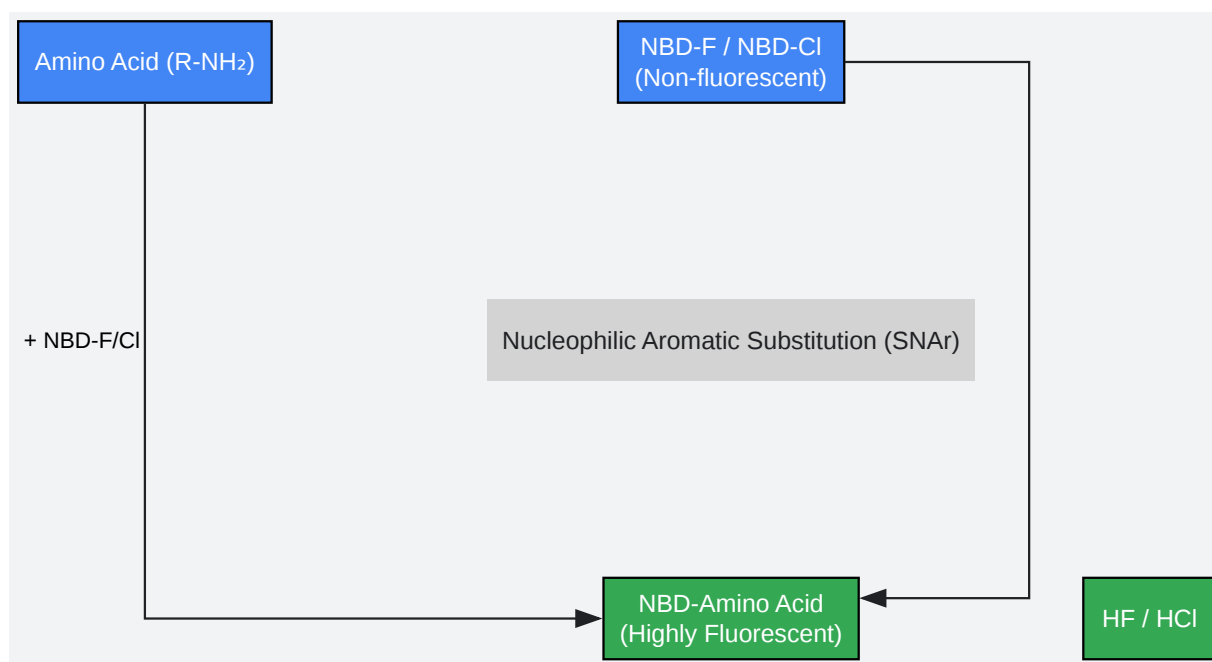 Amino Acid (R-NH₂)
NBD-F / NBD-Cl
(Non-fluorescent)
+ NBD-F/Cl
Nucleophilic Aromatic Substitution (SNAr)
NBD-Amino Acid
(Highly Fluorescent)
HF / HCl